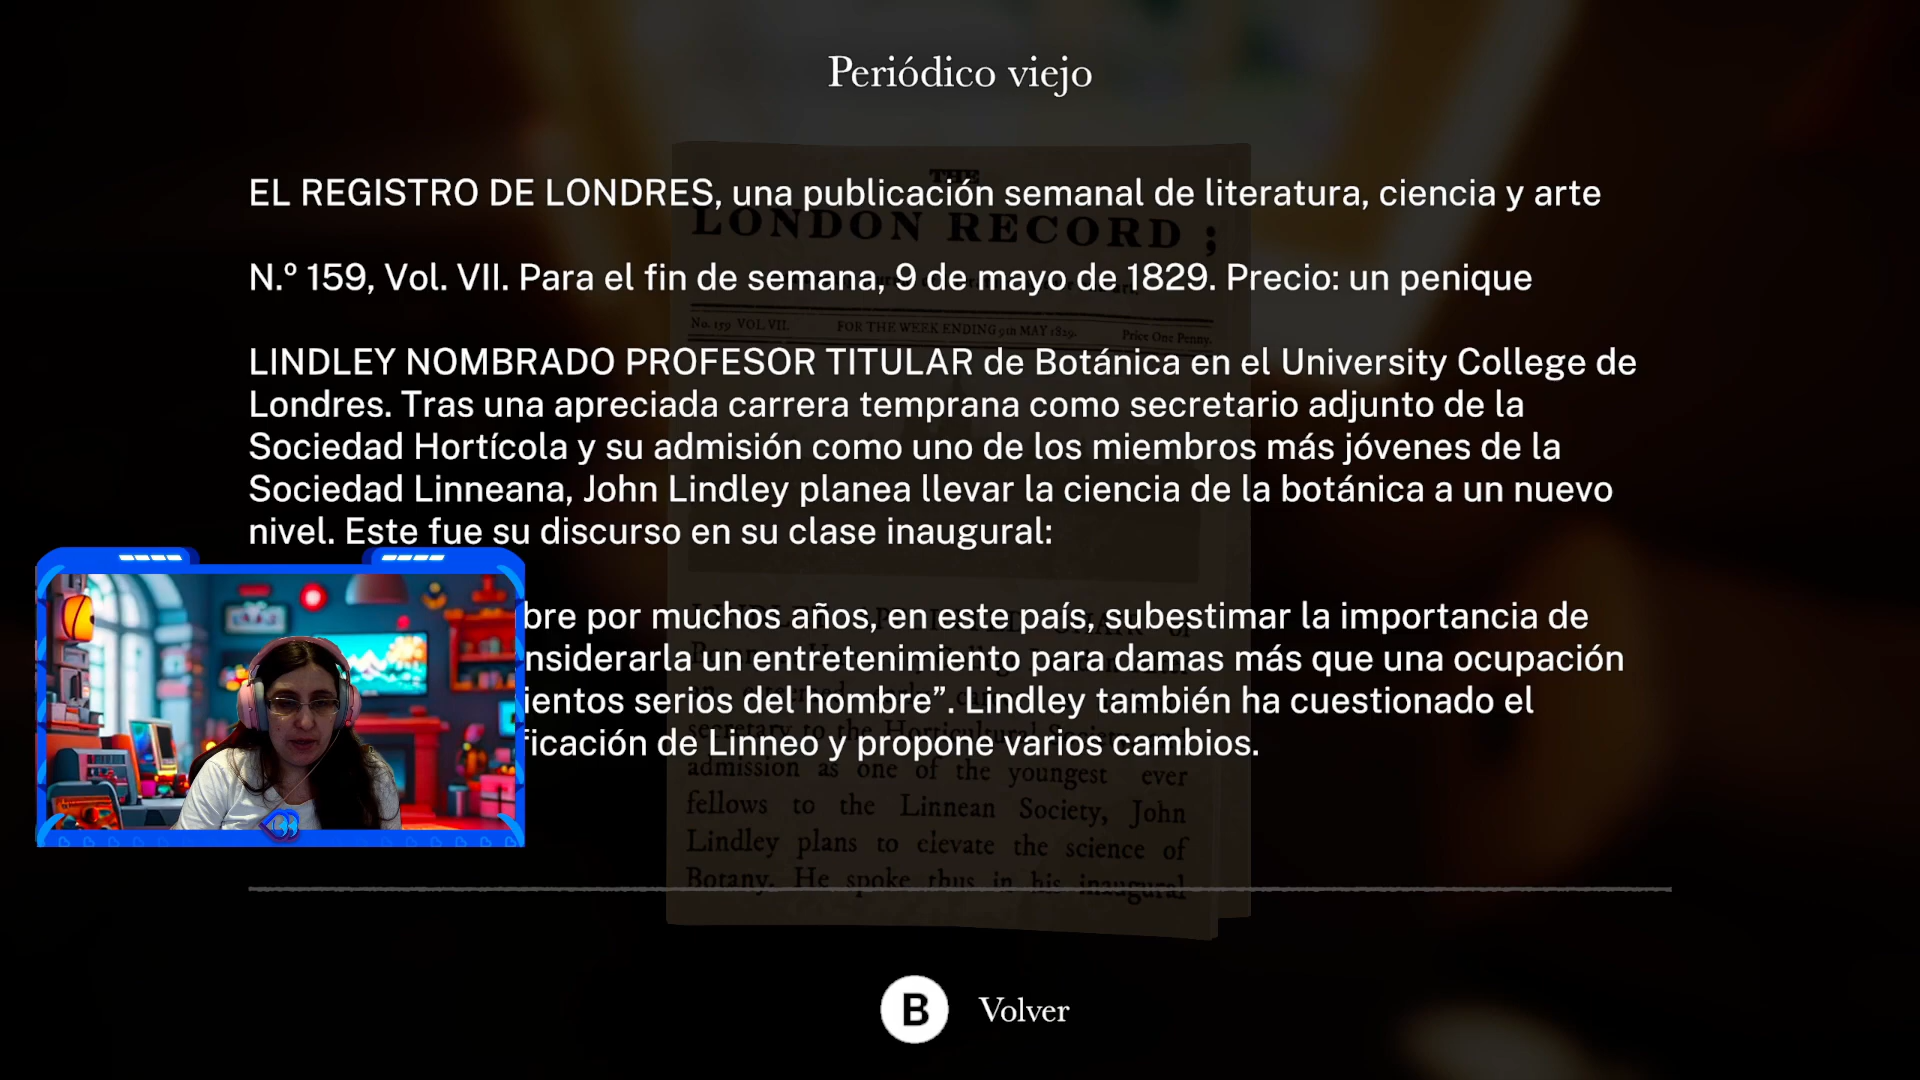 Periódico viejo
EL REGISTRO DE LONDRES, una publicación semanal de literatura, ciencia y arte
N.º 159, Vol. VII. Para el fin de semana, 9 de mayo de 1829. Precio: un penique
LINDLEY NOMBRADO PROFESOR TITULAR de Botánica en el University College de
Londres. Tras una apreciada carrera temprana como secretario adjunto de la
Sociedad Hortícola y su admisión como uno de los miembros más jóvenes de la
Sociedad Linneana, John Lindley planea llevar la ciencia de la botánica a un nuevo
nivel. Este fue su discurso en su clase inaugural:
bre por muchos años, en este país, subestimar la importancia de
nsiderarla un entretenimiento para damas más que una ocupación
ientos serios del hombre”. Lindley también ha cuestionado el
ficación de Linneo y propone varios cambios.
THE
LONDON RECORD ;
No. 159 VOL. VII. FOR THE WEEK ENDING 9th MAY 1829. Price One Penny.
secretary to the Horticultural Society
admission as one of the youngest ever
fellows to the Linnean Society, John
Lindley plans to elevate the science of
Botany. He spoke thus in his inaugural
B Volver